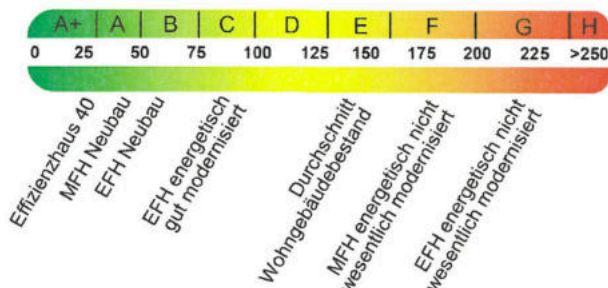 A+ A B C D E F G H
0 25 50 75 100 125 150 175 200 225 >250
Effizienzhaus 40
MFH Neubau
EFH Neubau
EFH energetisch
gut modernisiert
Durchschnitt
Wohngebäudebestand
MFH energetisch nicht
wesentlich modernisiert
EFH energetisch nicht
wesentlich modernisiert